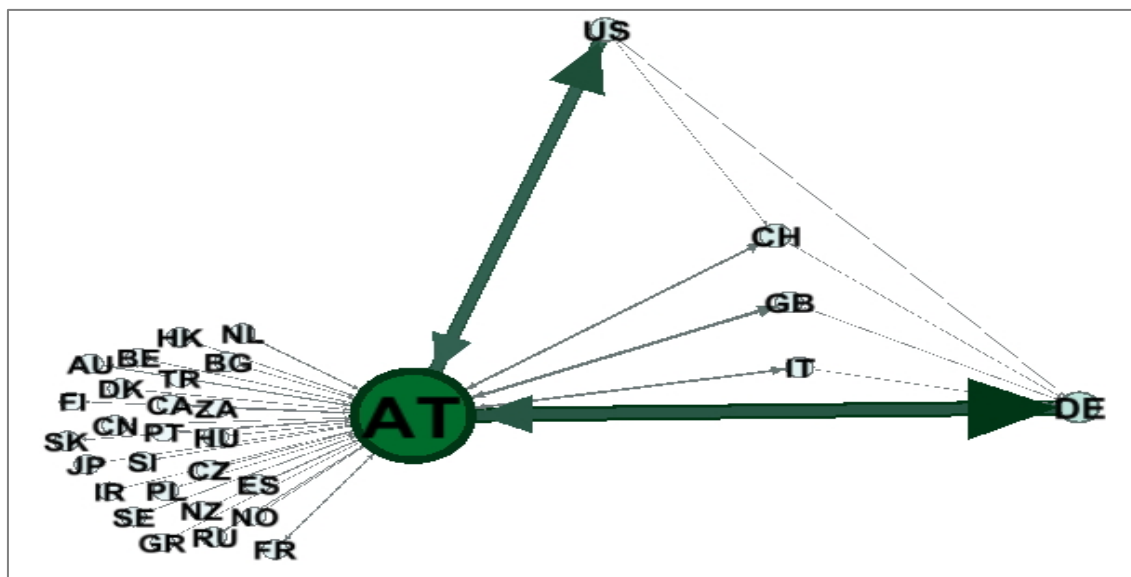 US
CH
GB
IT
DE
AT
HK NL
AU BE BG
DK TR
FI CA ZA
CN PT HU
SK
JP SI CZ
IR PL ES
SE NZ NO
GR RU FR